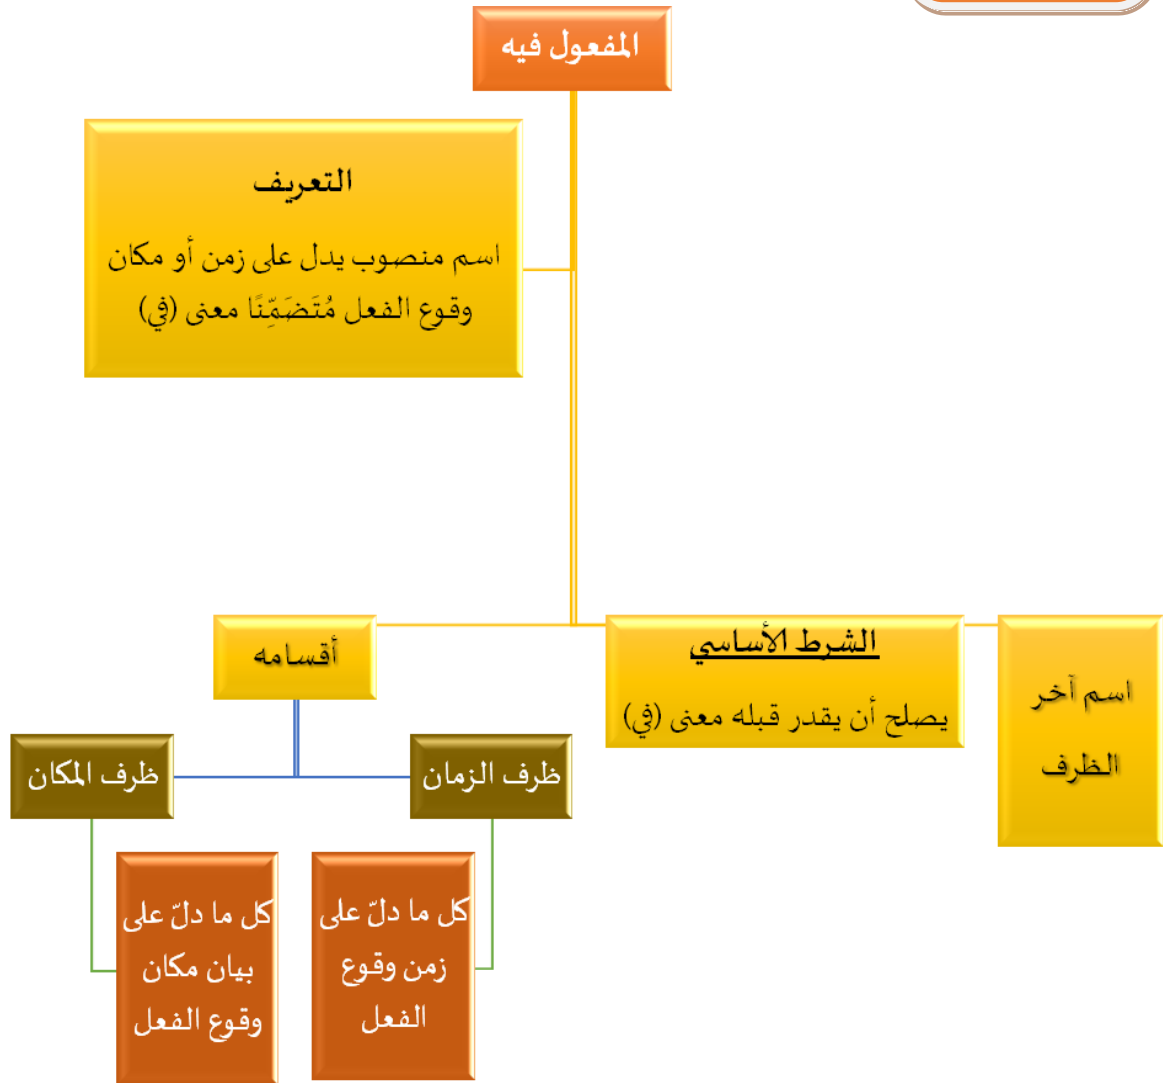 المفعول فيه
التعريف
اسم منصوب يدل على زمن أو مكان
وقوع الفعل مُتَضَمِّنًا معنى (في)
اسم آخر
الظرف
الشرط الأساسي
يصلح أن يقدر قبله معنى (في)
أقسامه
ظرف الزمان
ظرف المكان
كل ما دلّ على
زمن وقوع
الفعل
كل ما دلّ على
بيان مكان
وقوع الفعل